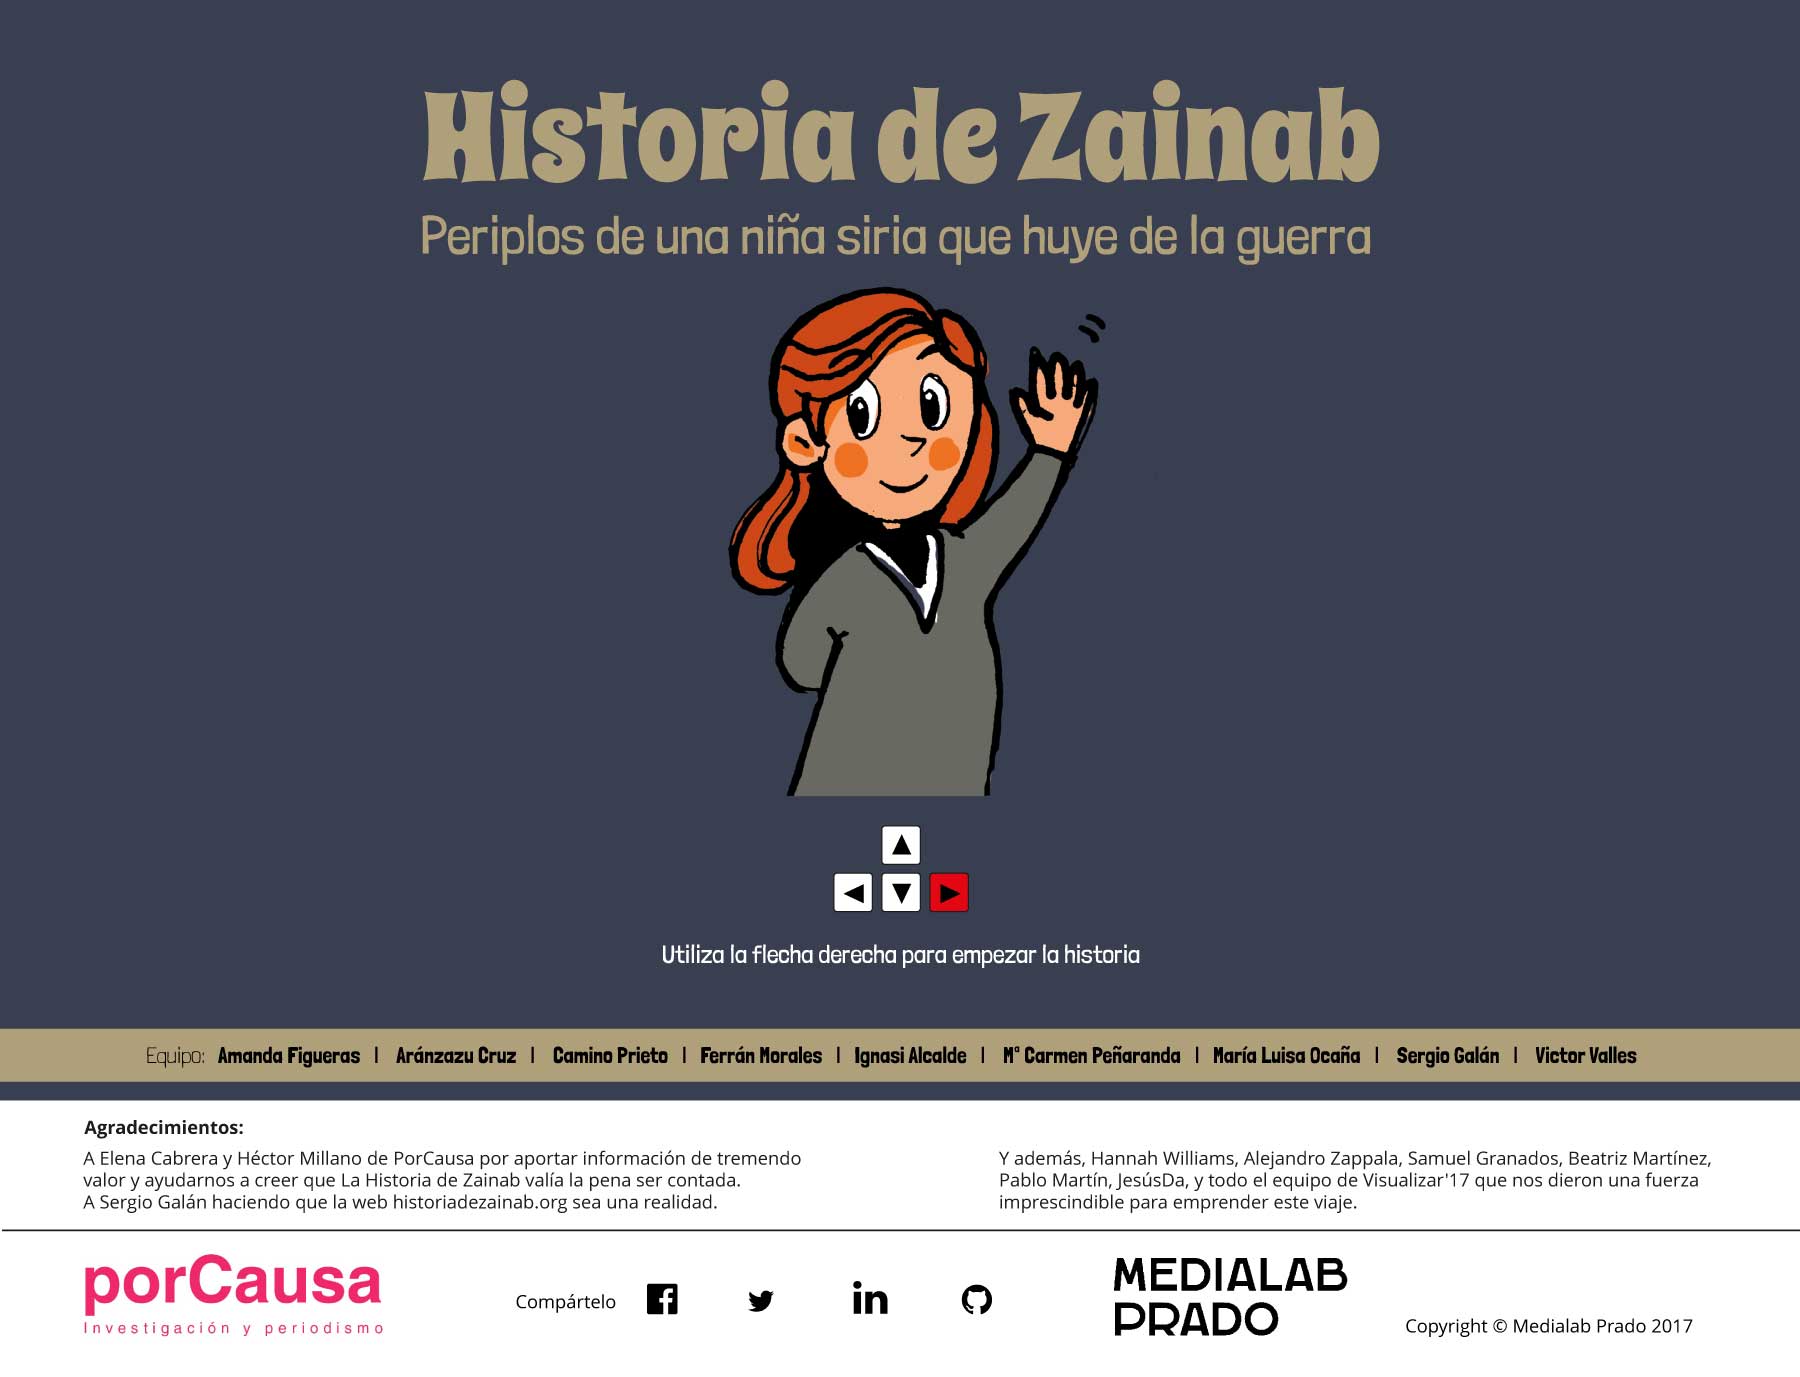 Historia de Zainab
Periplos de una niña siria que huye de la guerra
Utiliza la flecha derecha para empezar la historia
Equipo: Amanda Figueras | Aránzazu Cruz | Camino Prieto | Ferrán Morales | Ignasi Alcalde | Mª Carmen Peñaranda | María Luisa Ocaña | Sergio Galán | Victor Valles
Agradecimientos:
A Elena Cabrera y Héctor Millano de PorCausa por aportar información de tremendo
valor y ayudarnos a creer que La Historia de Zainab valía la pena ser contada.
A Sergio Galán haciendo que la web historiadezainab.org sea una realidad.
Y además, Hannah Williams, Alejandro Zappala, Samuel Granados, Beatriz Martínez,
Pablo Martín, JesúsDa, y todo el equipo de Visualizar'17 que nos dieron una fuerza
imprescindible para emprender este viaje.
porCausa
Investigación y periodismo
Compártelo
in
MEDIALAB
PRADO
Copyright © Medialab Prado 2017